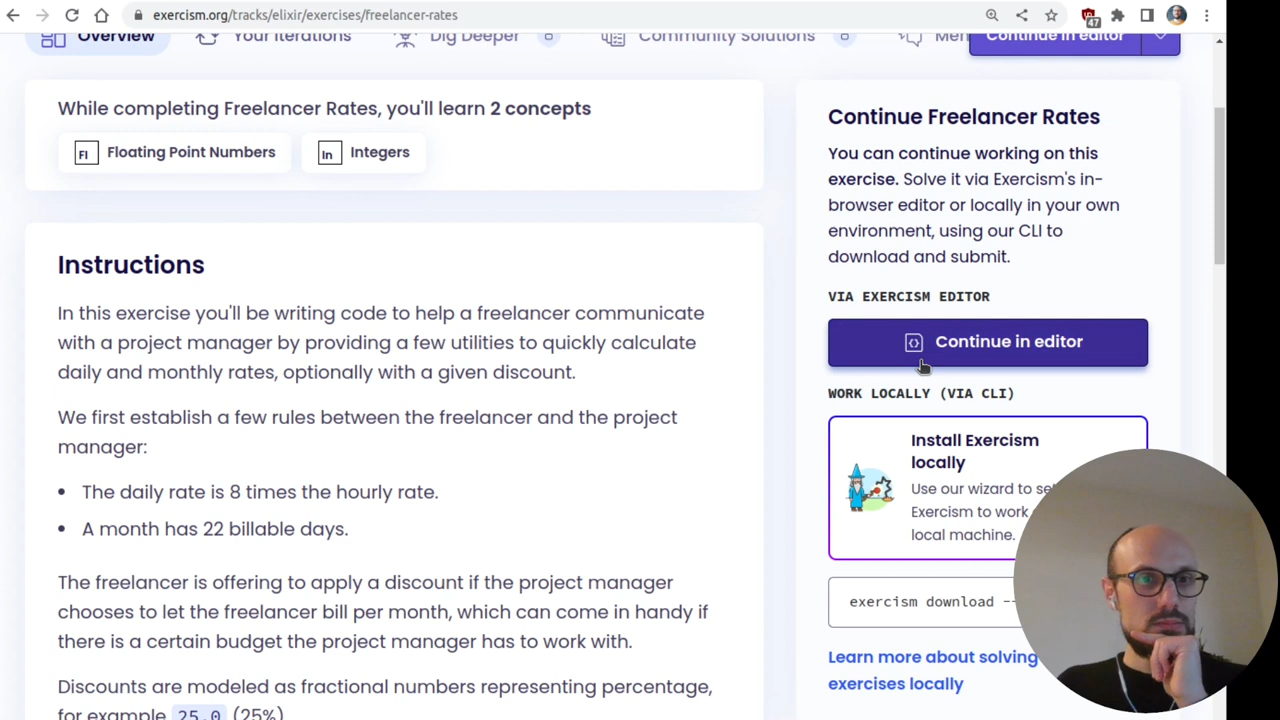 exercism.org/tracks/elixir/exercises/freelancer-rates
47
Overview
Your Iterations
Dig Deeper
Community Solutions
Continue in editor
While completing Freelancer Rates, you'll learn 2 concepts
Fl Floating Point Numbers
In Integers
Instructions
In this exercise you'll be writing code to help a freelancer communicate
with a project manager by providing a few utilities to quickly calculate
daily and monthly rates, optionally with a given discount.
We first establish a few rules between the freelancer and the project
manager:
• The daily rate is 8 times the hourly rate.
• A month has 22 billable days.
The freelancer is offering to apply a discount if the project manager
chooses to let the freelancer bill per month, which can come in handy if
there is a certain budget the project manager has to work with.
Discounts are modeled as fractional numbers representing percentage,
for example 25.0 (25%)
Continue Freelancer Rates
You can continue working on this
exercise. Solve it via Exercism's in-
browser editor or locally in your own
environment, using our CLI to
download and submit.
VIA EXERCISM EDITOR
Continue in editor
WORK LOCALLY (VIA CLI)
Install Exercism
locally
Use our wizard to
Exercism to work
local machine.
exercism download --
Learn more about solving
exercises locally